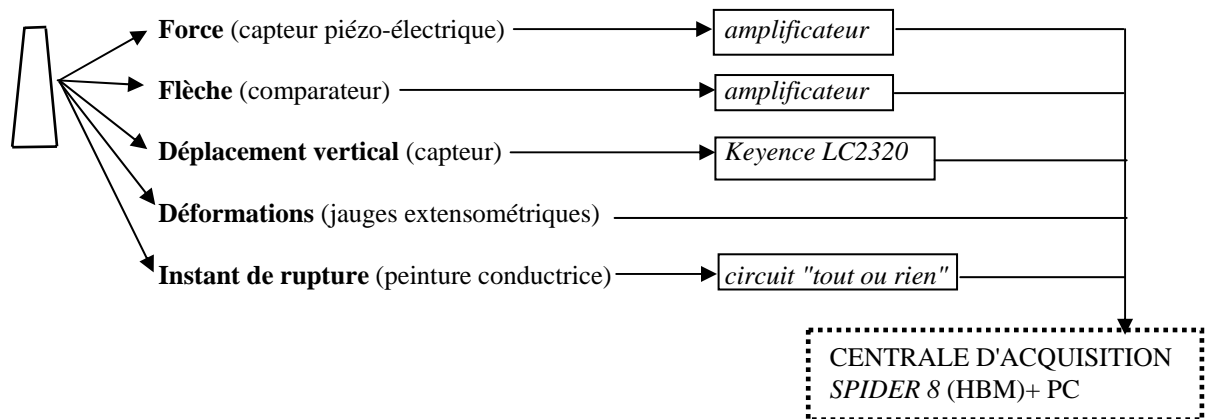 Force (capteur piézo-électrique) amplificateur
Flèche (comparateur) amplificateur
Déplacement vertical (capteur) Keyence LC2320
Déformations (jauges extensométriques)
Instant de rupture (peinture conductrice) circuit "tout ou rien"
CENTRALE D'ACQUISITION
SPIDER 8 (HBM)+ PC